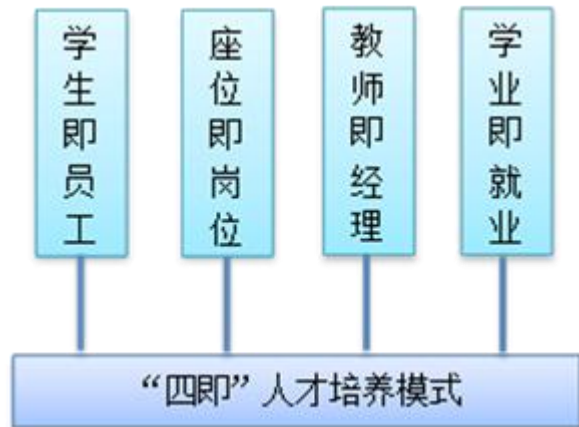 学生即员工
座位即岗位
教师即经理
学业即就业
“四即”人才培养模式